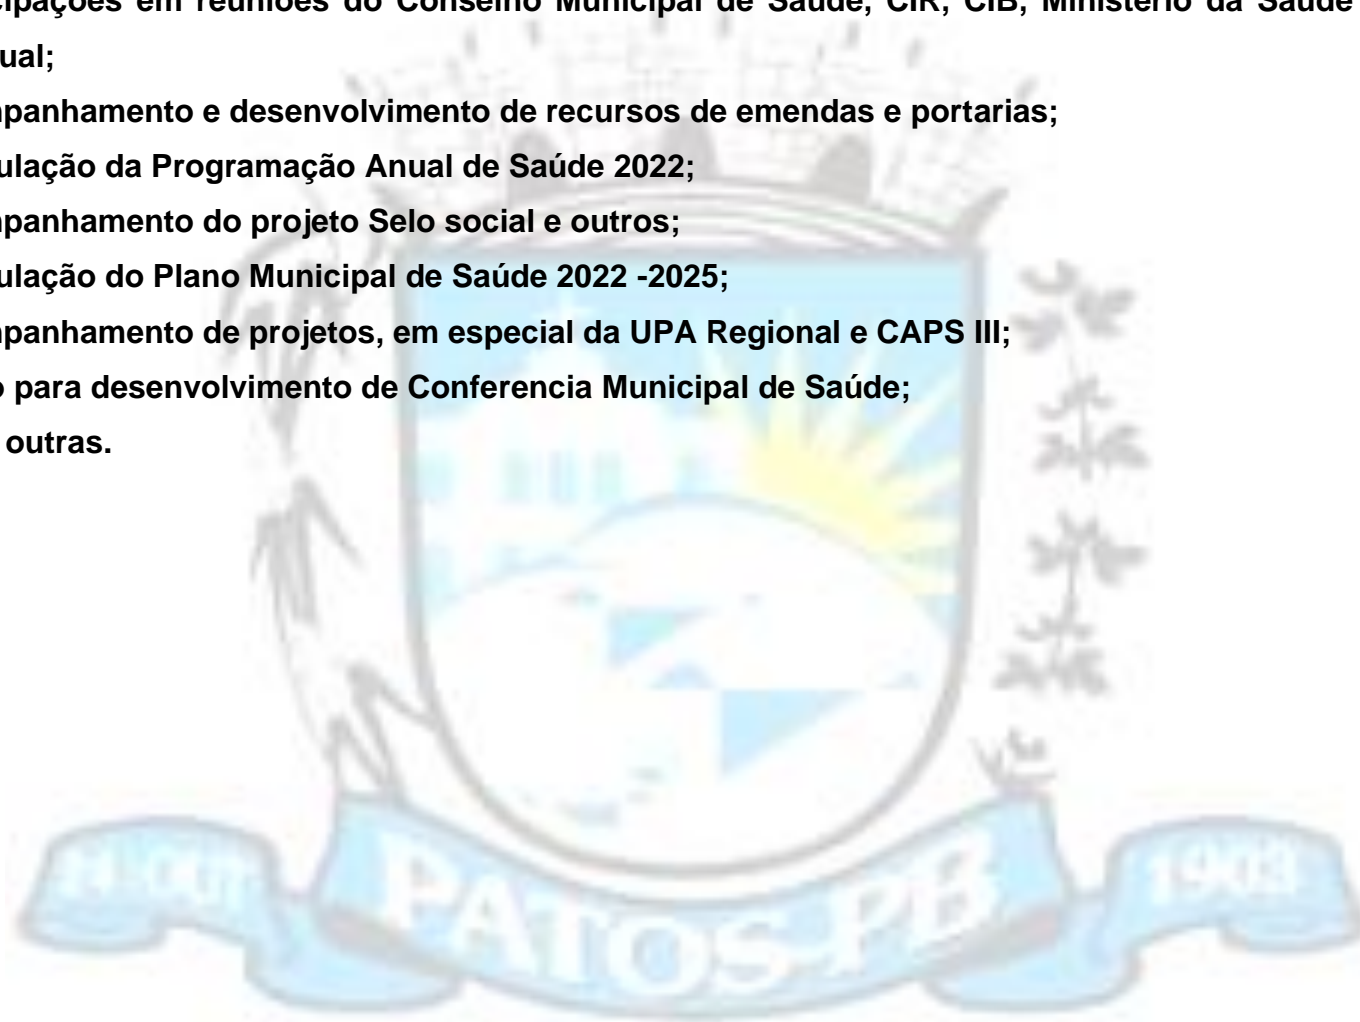 cipações em reuniões do Conselho Municipal de Saúde, CIR, CIB, Ministério da Saúde
ual;
panhamento e desenvolvimento de recursos de emendas e portarias;
ulação da Programação Anual de Saúde 2022;
panhamento do projeto Selo social e outros;
ulação do Plano Municipal de Saúde 2022 -2025;
panhamento de projetos, em especial da UPA Regional e CAPS III;
o para desenvolvimento de Conferencia Municipal de Saúde;
outras.
PATOS-PB
1903